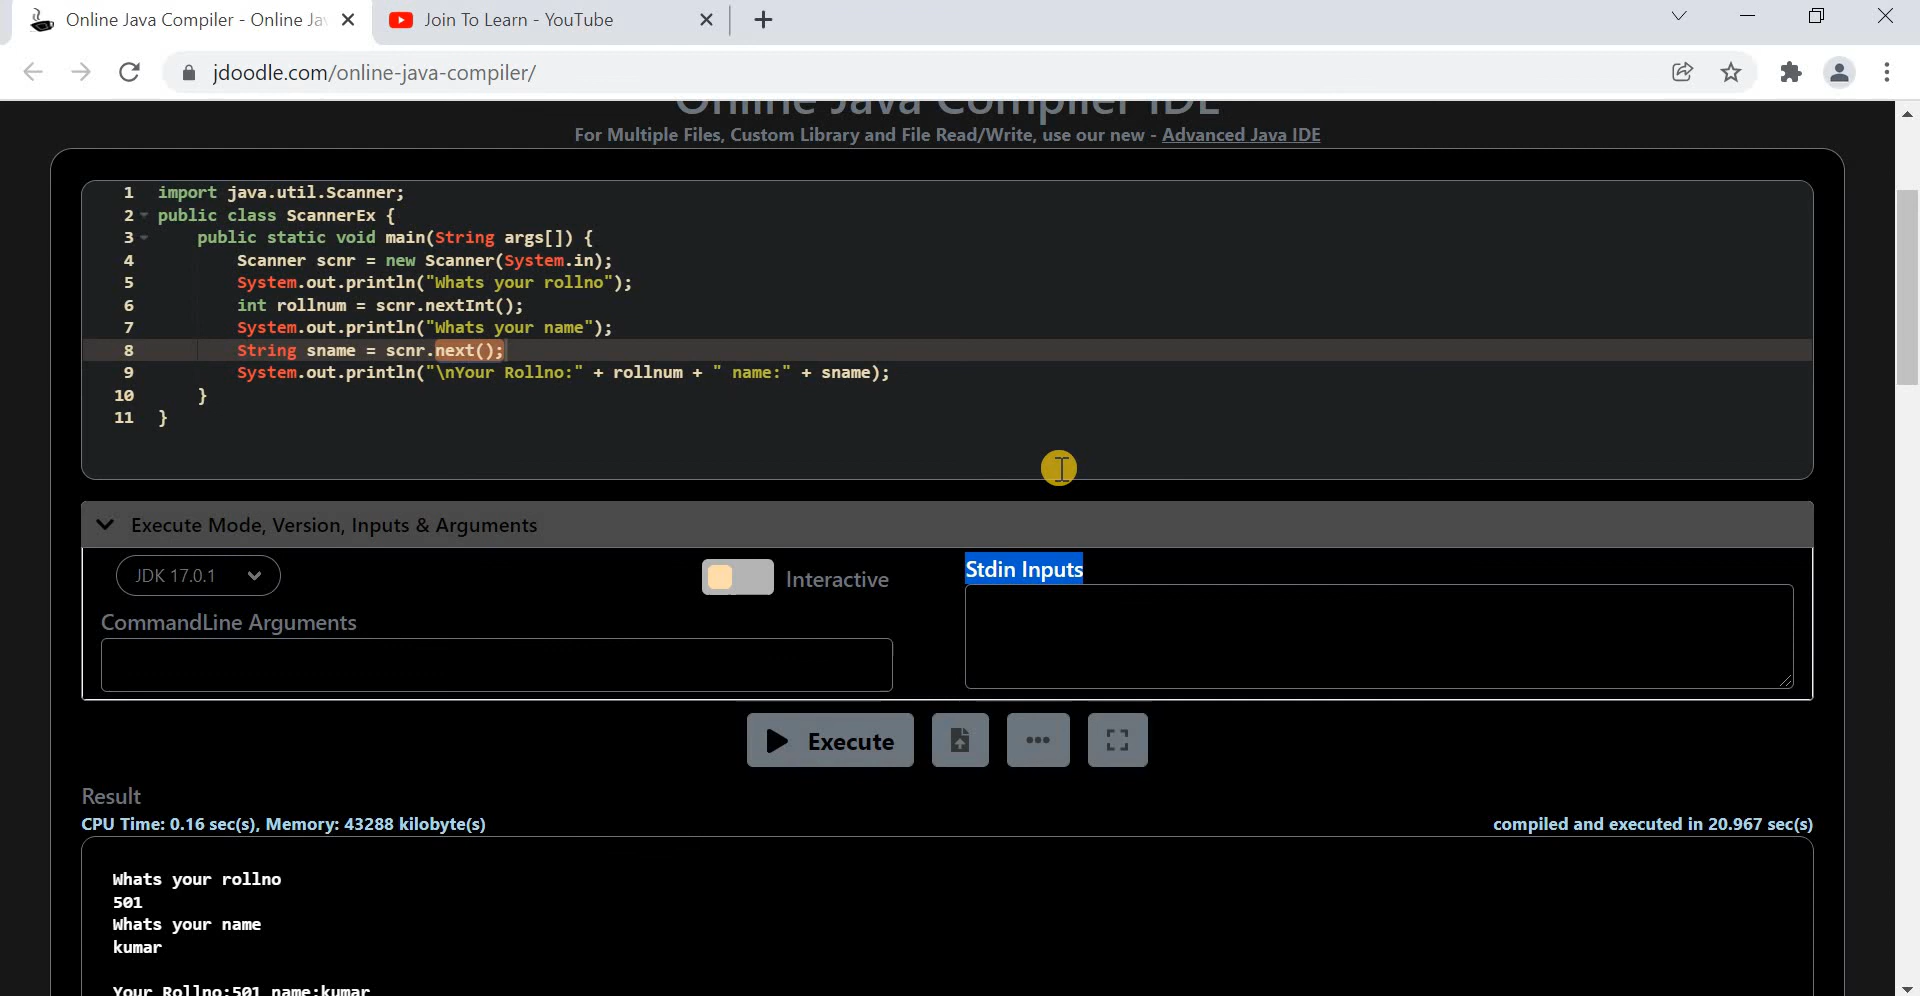 Online Java Compiler - Online Jav
Join To Learn - YouTube
jdoodle.com/online-java-compiler/
Online Java Compiler IDE
For Multiple Files, Custom Library and File Read/Write, use our new - Advanced Java IDE
1 import java.util.Scanner;
2 public class ScannerEx {
3 public static void main(String args[]) {
4 Scanner scnr = new Scanner(System.in);
5 System.out.println("Whats your rollno");
6 int rollnum = scnr.nextInt();
7 System.out.println("Whats your name");
8 String sname = scnr.next();
9 System.out.println("\nYour Rollno:" + rollnum + " name:" + sname);
10 }
11 }
Execute Mode, Version, Inputs & Arguments
JDK 17.0.1
Interactive
Stdin Inputs
CommandLine Arguments
Execute
Result
CPU Time: 0.16 sec(s), Memory: 43288 kilobyte(s)
compiled and executed in 20.967 sec(s)
Whats your rollno
501
Whats your name
kumar
Your Rollno:501 name:kumar